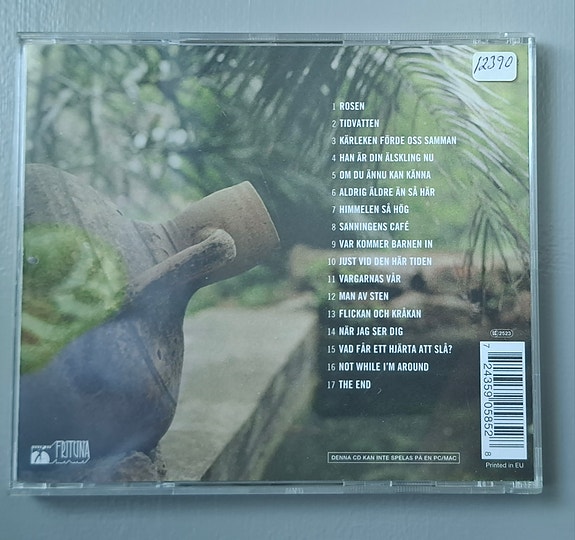 12390
1 ROSEN
2 TIDVATTEN
3 KÄRLEKEN FÖRDE OSS SAMMAN
4 HAN ÄR DIN ÄLSKLING NU
5 OM DU ÄNNU KAN KÄNNA
6 ALDRIG ÄLDRE ÄN SÅ HÄR
7 HIMMELEN SÅ HÖG
8 SANNINGENS CAFÉ
9 VAR KOMMER BARNEN IN
10 JUST VID DEN HÄR TIDEN
11 VARGARNAS VÅR
12 MAN AV STEN
13 FLICKAN OCH KRÅKAN
14 NÄR JAG SER DIG
15 VAD FÅR ETT HJÄRTA ATT SLÅ?
16 NOT WHILE I'M AROUND
17 THE END
7 24359 05852 8
FRITUNA
DENNA CD KAN INTE SPELAS PÅ EN PC/MAC
Printed in EU